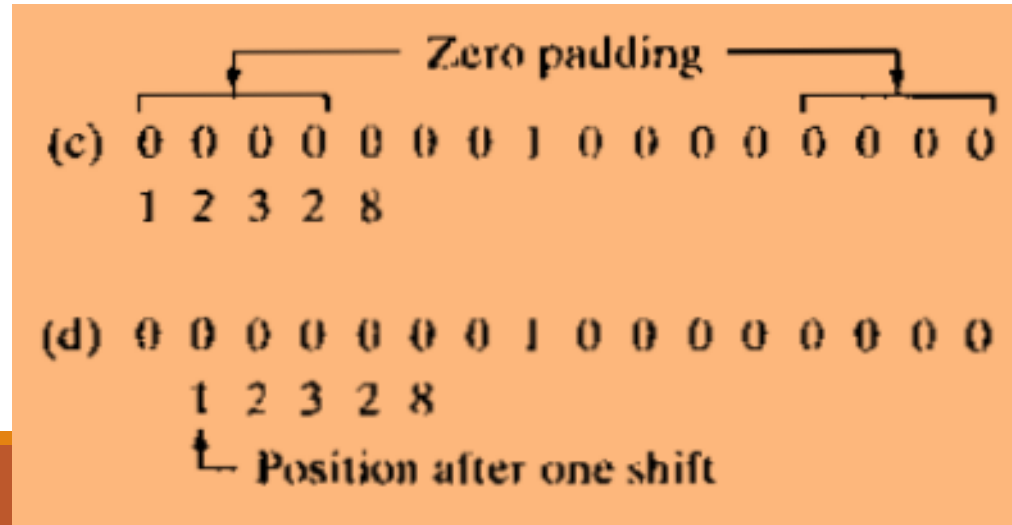 Zero padding
(c) 0 0 0 0 0 0 0 1 0 0 0 0 0 0 0 0
1 2 3 2 8
(d) 0 0 0 0 0 0 0 1 0 0 0 0 0 0 0 0
1 2 3 2 8
Position after one shift